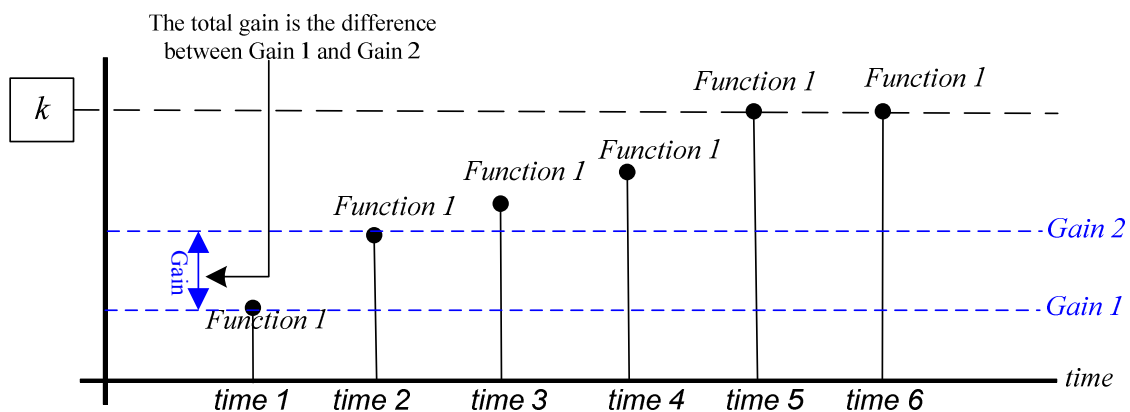 The total gain is the difference
between Gain 1 and Gain 2
k
Function 1
Function 1
Function 1
Function 1
Function 1
Function 1
Gain 2
Gain
Gain 1
time
time 1
time 2
time 3
time 4
time 5
time 6